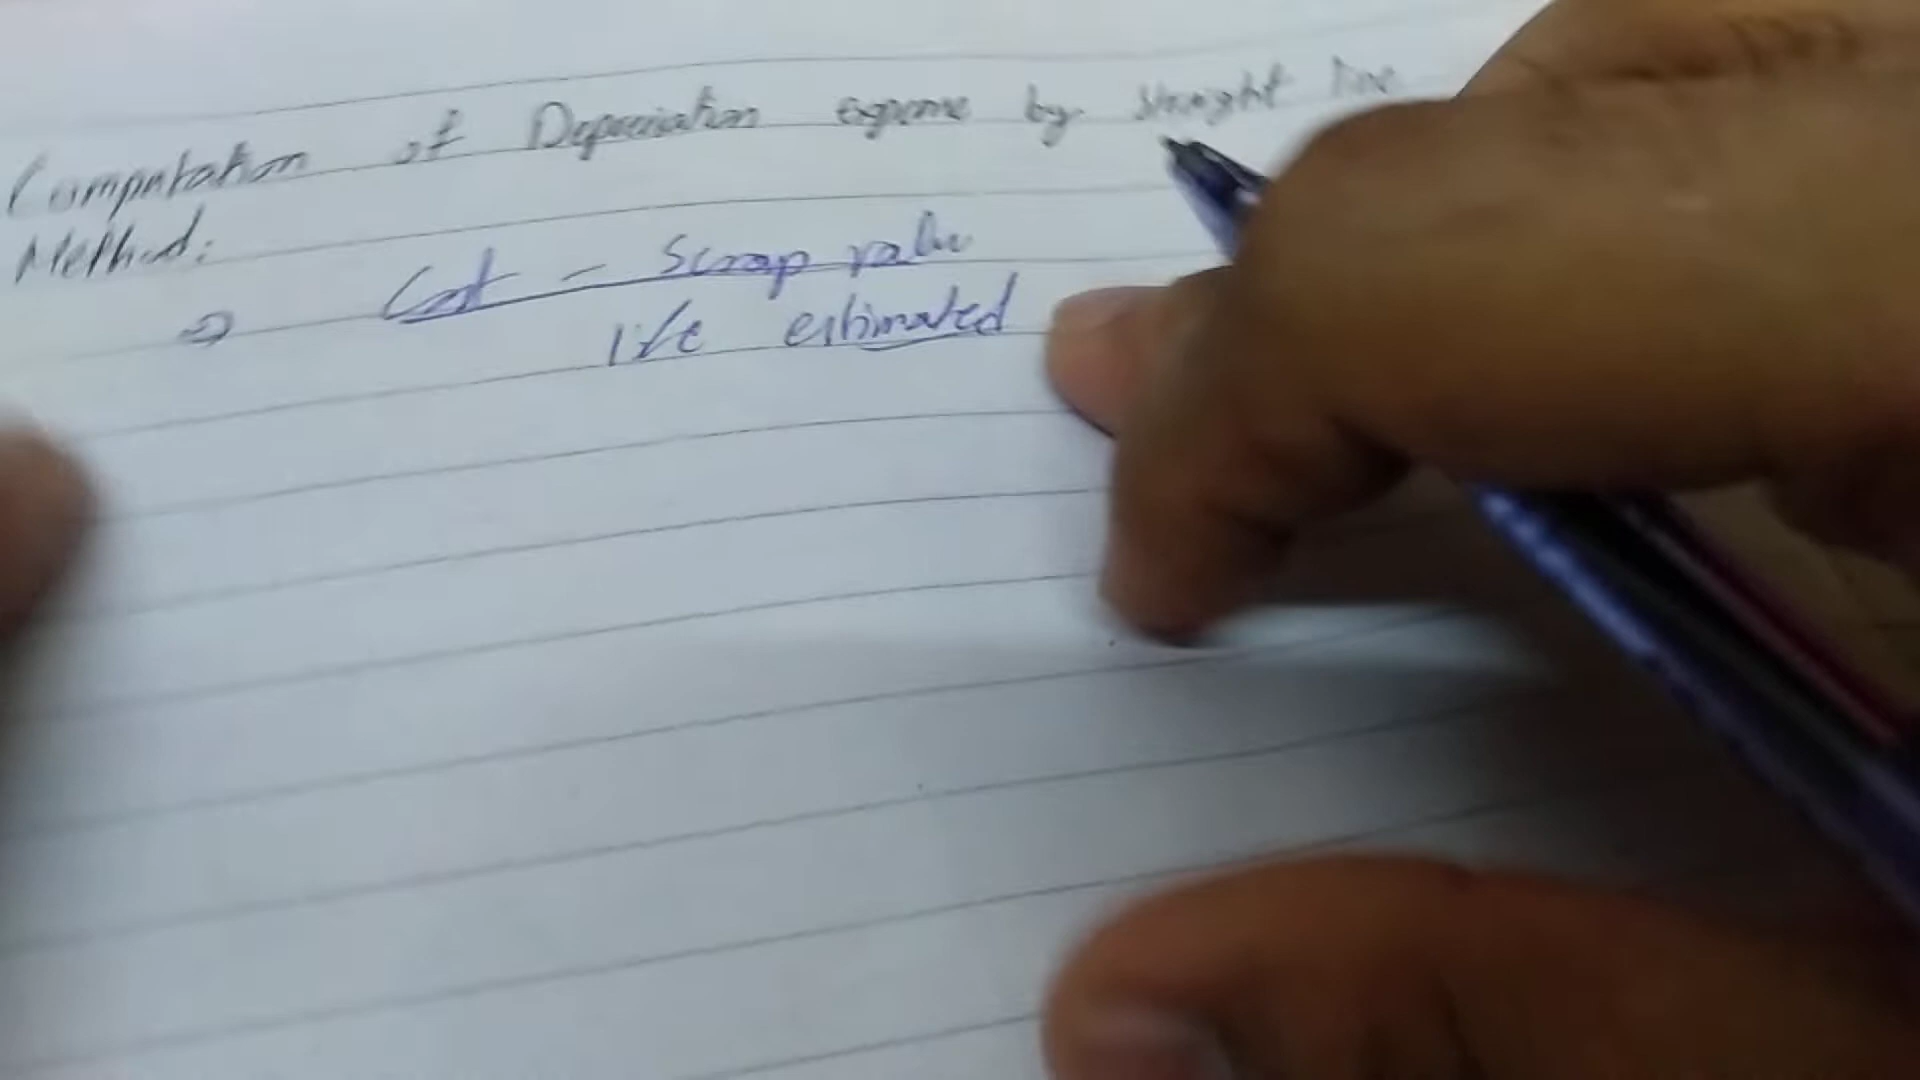 Computation of Depreciation expense by straight line
Method:
⇒ Cost - Scrap value
life estimated